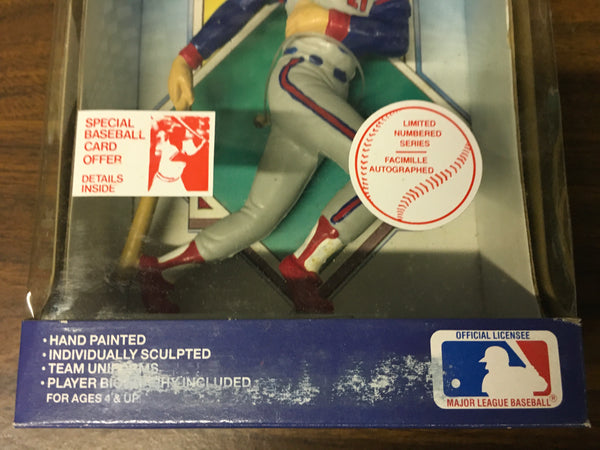 27
SPECIAL
BASEBALL
CARD
OFFER
DETAILS
INSIDE
LIMITED
NUMBERED
SERIES
FACIMILLE
AUTOGRAPHED
• HAND PAINTED
• INDIVIDUALLY SCULPTED
• TEAM UNIFORMS
• PLAYER BIOGRAPHY INCLUDED
FOR AGES 4 & UP
OFFICIAL LICENSEE
MAJOR LEAGUE BASEBALL®